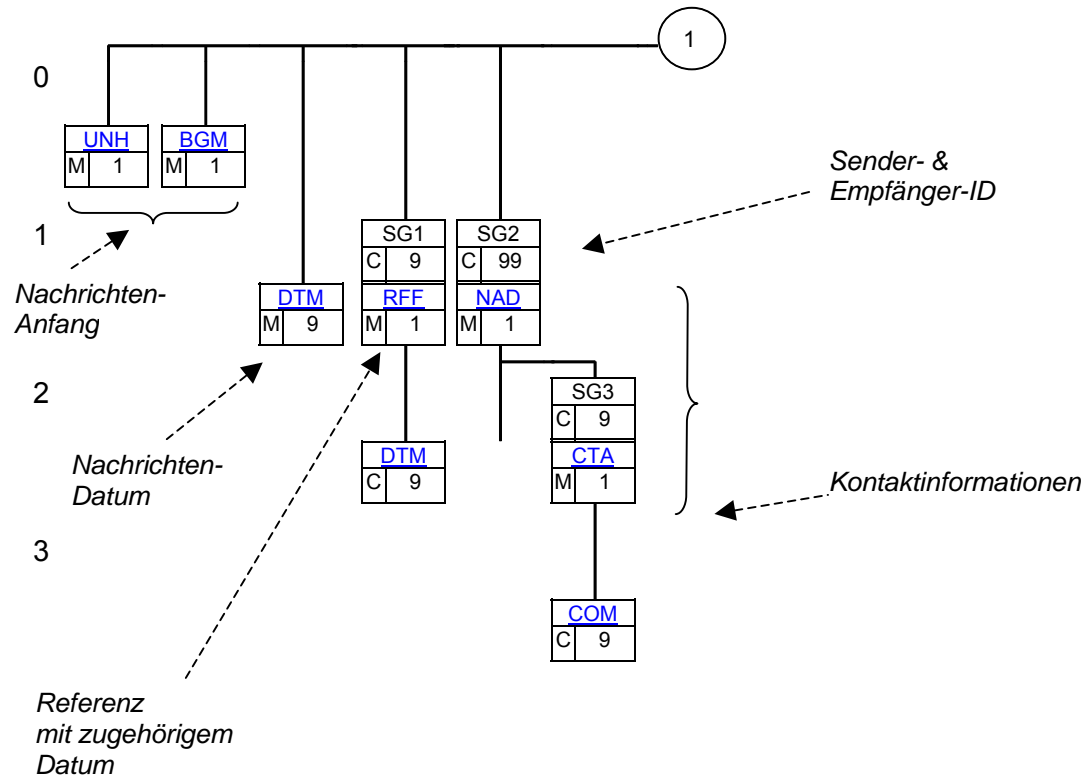 1
0
UNH
M 1
BGM
M 1
Sender- &
Empfänger-ID
1
SG1
C 9
SG2
C 99
Nachrichten-
Anfang
DTM
M 9
RFF
M 1
NAD
M 1
2
SG3
C 9
Nachrichten-
Datum
DTM
C 9
CTA
M 1
Kontaktinformationen
3
COM
C 9
Referenz
mit zugehörigem
Datum